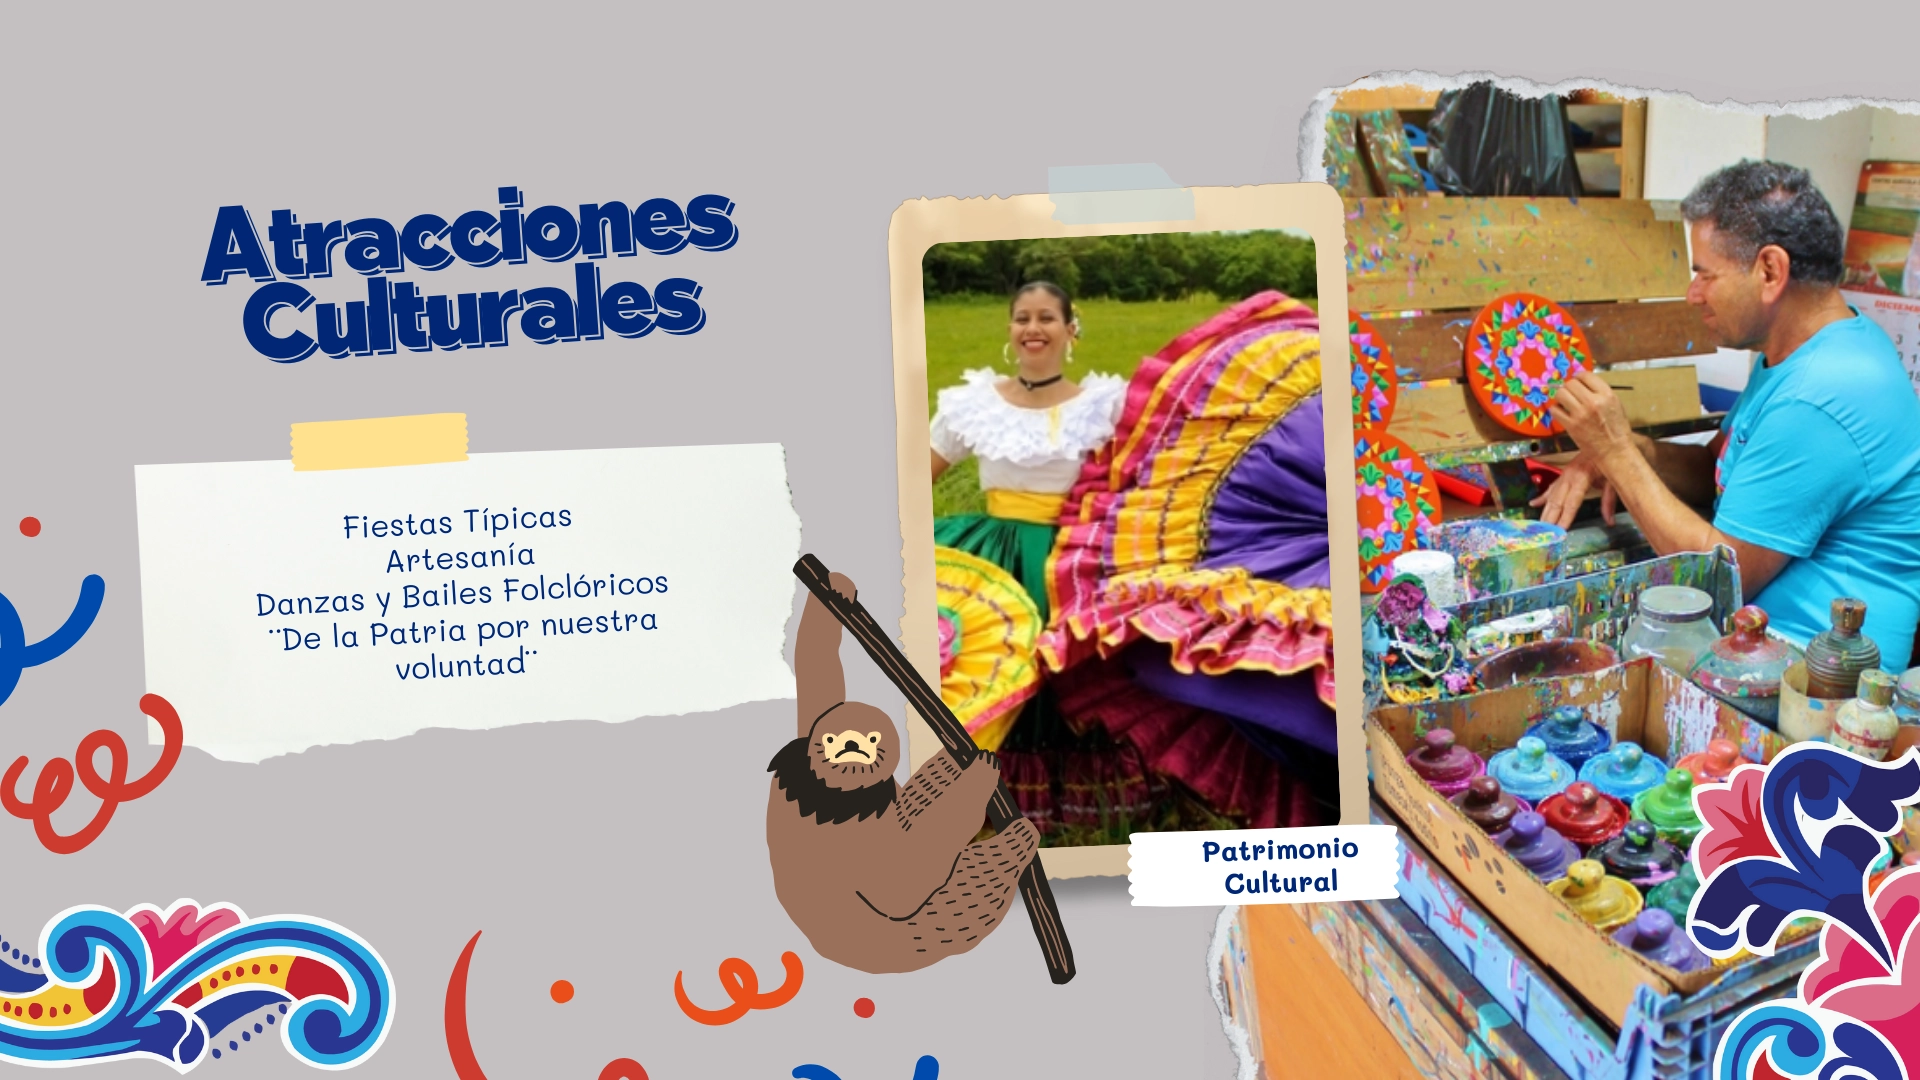 Atracciones
Culturales
Fiestas Típicas
Artesanía
Danzas y Bailes Folclóricos
¨De la Patria por nuestra
voluntad¨
Patrimonio
Cultural